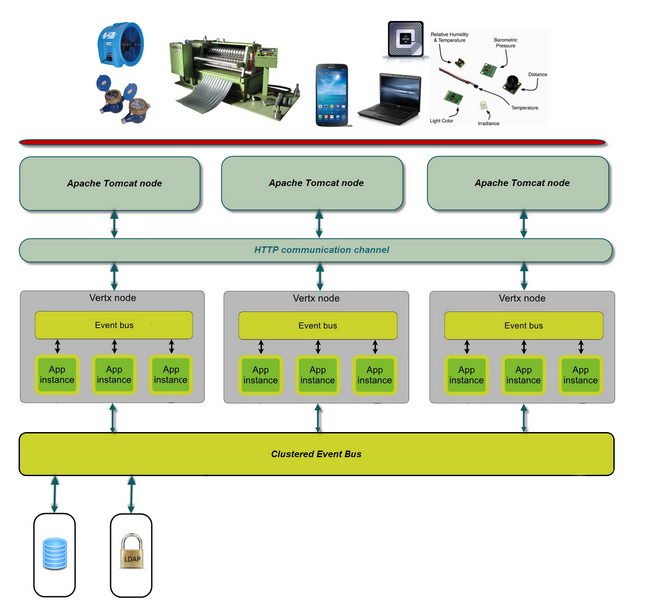 Relative Humidity
& Temperature
Barometric
Pressure
Distance
Temperature
Light Color
Irradiance
Apache Tomcat node
Apache Tomcat node
Apache Tomcat node
HTTP communication channel
Vertx node
Vertx node
Vertx node
Event bus
Event bus
Event bus
App
instance
App
instance
App
instance
App
instance
App
instance
App
instance
App
instance
App
instance
App
instance
Clustered Event Bus
LDAP